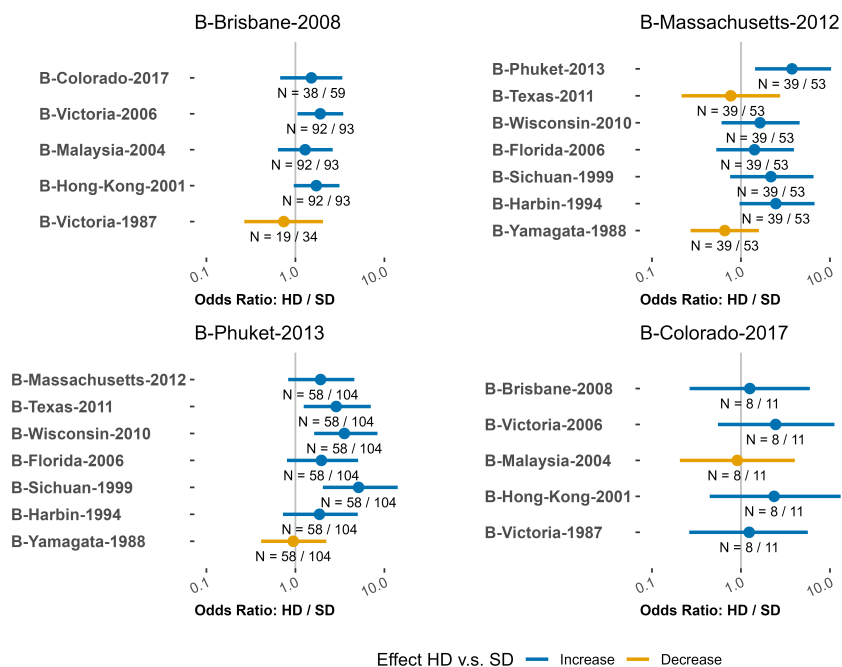 B-Brisbane-2008
B-Colorado-2017
N = 38 / 59
B-Victoria-2006
N = 92 / 93
B-Malaysia-2004
N = 92 / 93
B-Hong-Kong-2001
N = 92 / 93
B-Victoria-1987
N = 19 / 34
0.1 1.0 10.0
Odds Ratio: HD / SD
B-Massachusetts-2012
B-Phuket-2013
N = 39 / 53
B-Texas-2011
N = 39 / 53
B-Wisconsin-2010
N = 39 / 53
B-Florida-2006
N = 39 / 53
B-Sichuan-1999
N = 39 / 53
B-Harbin-1994
N = 39 / 53
B-Yamagata-1988
N = 39 / 53
0.1 1.0 10.0
Odds Ratio: HD / SD
B-Phuket-2013
B-Massachusetts-2012
N = 58 / 104
B-Texas-2011
N = 58 / 104
B-Wisconsin-2010
N = 58 / 104
B-Florida-2006
N = 58 / 104
B-Sichuan-1999
N = 58 / 104
B-Harbin-1994
N = 58 / 104
B-Yamagata-1988
N = 58 / 104
0.1 1.0 10.0
Odds Ratio: HD / SD
B-Colorado-2017
B-Brisbane-2008
N = 8 / 11
B-Victoria-2006
N = 8 / 11
B-Malaysia-2004
N = 8 / 11
B-Hong-Kong-2001
N = 8 / 11
B-Victoria-1987
N = 8 / 11
0.1 1.0 10.0
Odds Ratio: HD / SD
Effect HD v.s. SD Increase Decrease